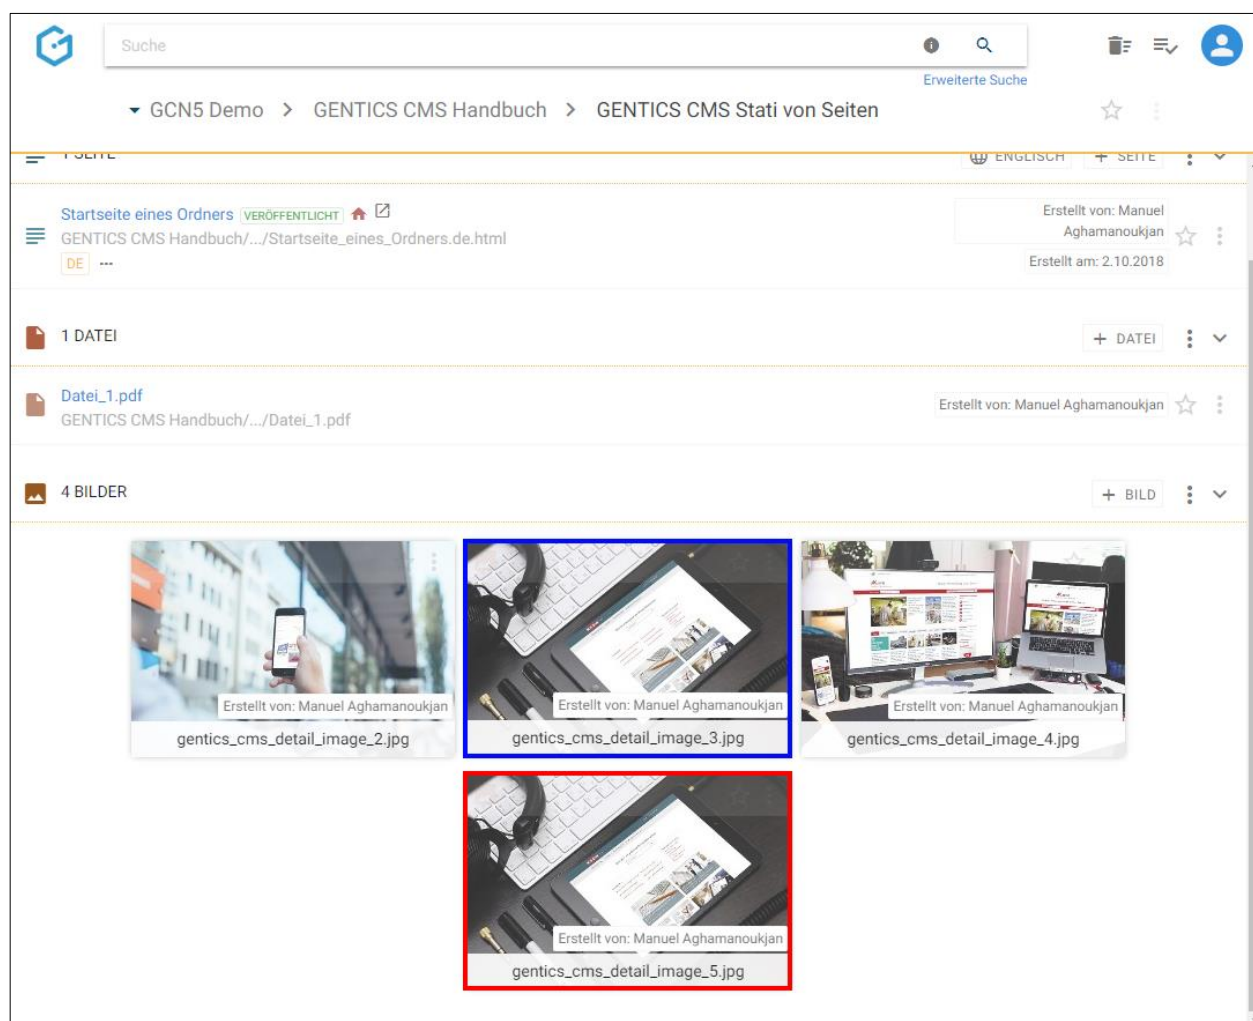 Suche
Erweiterte Suche
GCN5 Demo > GENTICS CMS Handbuch > GENTICS CMS Stati von Seiten
1 SEITE ENGLISCH + SEITE
Startseite eines Ordners VERÖFFENTLICHT
GENTICS CMS Handbuch/.../Startseite_eines_Ordners.de.html
DE
Erstellt von: Manuel
Aghamanoukjan
Erstellt am: 2.10.2018
1 DATEI + DATEI
Datei_1.pdf
GENTICS CMS Handbuch/.../Datei_1.pdf
Erstellt von: Manuel Aghamanoukjan
4 BILDER + BILD
Erstellt von: Manuel Aghamanoukjan
gentics_cms_detail_image_2.jpg
Erstellt von: Manuel Aghamanoukjan
gentics_cms_detail_image_3.jpg
Erstellt von: Manuel Aghamanoukjan
gentics_cms_detail_image_4.jpg
Erstellt von: Manuel Aghamanoukjan
gentics_cms_detail_image_5.jpg